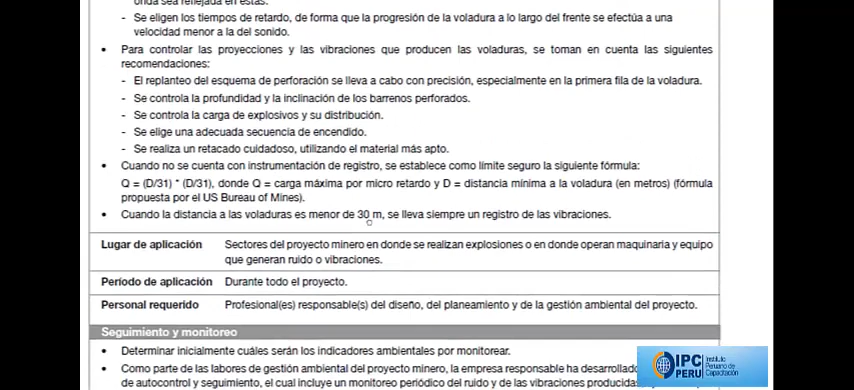 onda sea reflejada en estas.
- Se eligen los tiempos de retardo, de forma que la progresión de la voladura a lo largo del frente se efectúa a una
velocidad menor a la del sonido.
• Para controlar las proyecciones y las vibraciones que producen las voladuras, se toman en cuenta las siguientes
recomendaciones:
- El replanteo del esquema de perforación se lleva a cabo con precisión, especialmente en la primera fila de la voladura.
- Se controla la profundidad y la inclinación de los barrenos perforados.
- Se controla la carga de explosivos y su distribución.
- Se elige una adecuada secuencia de encendido.
- Se realiza un retacado cuidadoso, utilizando el material más apto.
• Cuando no se cuenta con instrumentación de registro, se establece como límite seguro la siguiente fórmula:
Q = (D/31) * (D/31), donde Q = carga máxima por micro retardo y D = distancia mínima a la voladura (en metros) (fórmula
propuesta por el US Bureau of Mines).
• Cuando la distancia a las voladuras es menor de 30 m, se lleva siempre un registro de las vibraciones.
Lugar de aplicación Sectores del proyecto minero en donde se realizan explosiones o en donde operan maquinaria y equipo
que generan ruido o vibraciones.
Período de aplicación Durante todo el proyecto.
Personal requerido Profesional(es) responsable(s) del diseño, del planeamiento y de la gestión ambiental del proyecto.
Seguimiento y monitoreo
• Determinar inicialmente cuáles serán los indicadores ambientales por monitorear.
• Como parte de las labores de gestión ambiental del proyecto minero, la empresa responsable ha desarrollado
de autocontrol y seguimiento, el cual incluye un monitoreo periódico del ruido y de las vibraciones producidas
IPC PERU
Instituto
Peruano de
Capacitación